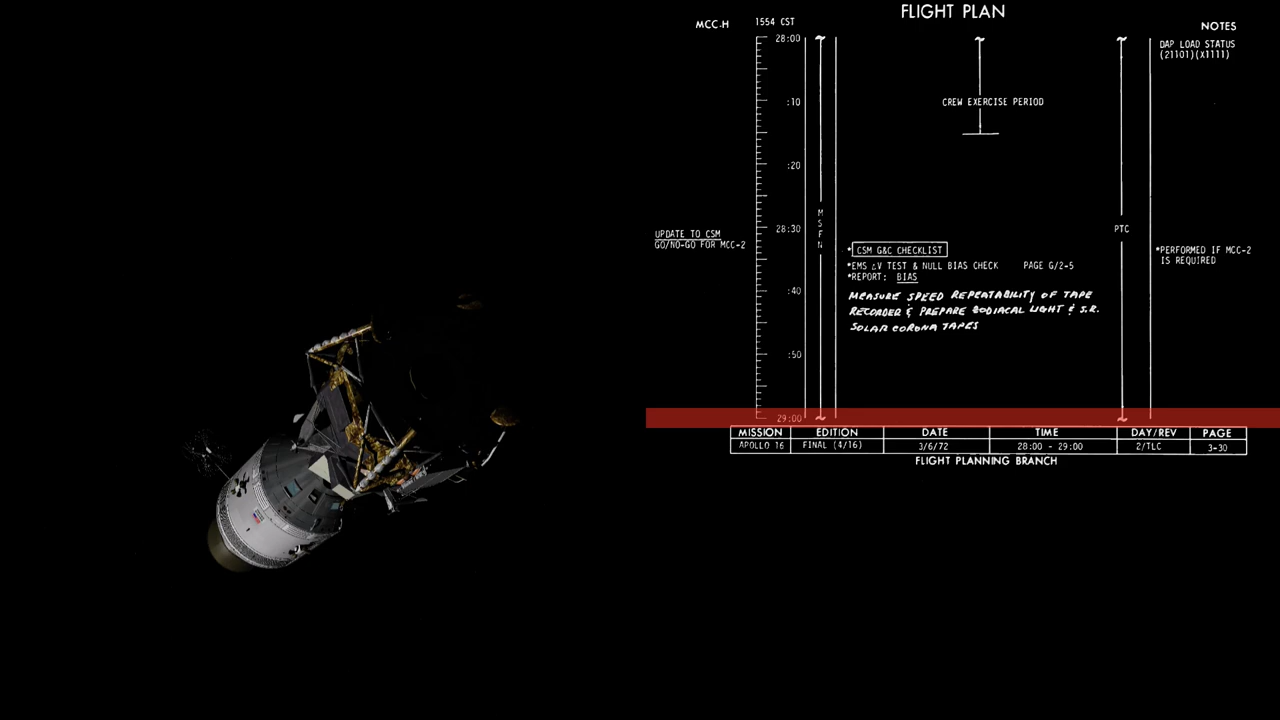 FLIGHT PLAN
MCC-H
1554 CST
NOTES
28:00
DAP LOAD STATUS
(21101)(X1111)
:10
CREW EXERCISE PERIOD
:20
M
S
F
N
UPDATE TO CSM
GO/NO-GO FOR MCC-2
28:30
PTC
*CSM G&C CHECKLIST
*PERFORMED IF MCC-2
IS REQUIRED
*EMS ΔV TEST & NULL BIAS CHECK PAGE G/2-5
*REPORT: BIAS
:40
MEASURE SPEED REPEATABILITY OF TAPE
RECORDER & PREPARE ZODIACAL LIGHT & S.R.
SOLAR CORONA TAPES
:50
29:00
MISSION EDITION DATE TIME DAY/REV PAGE
APOLLO 16 FINAL (4/16) 3/6/72 28:00 - 29:00 2/TLC 3-30
FLIGHT PLANNING BRANCH